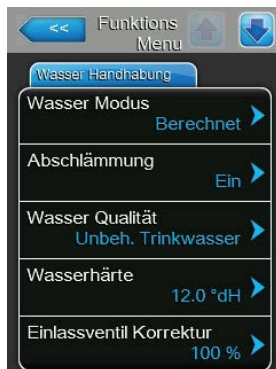 << Funktions
Menu
Wasser Handhabung
Wasser Modus
Berechnet
Abschlämmung
Ein
Wasser Qualität
Unbeh. Trinkwasser
Wasserhärte
12.0 °dH
Einlassventil Korrektur
100 %